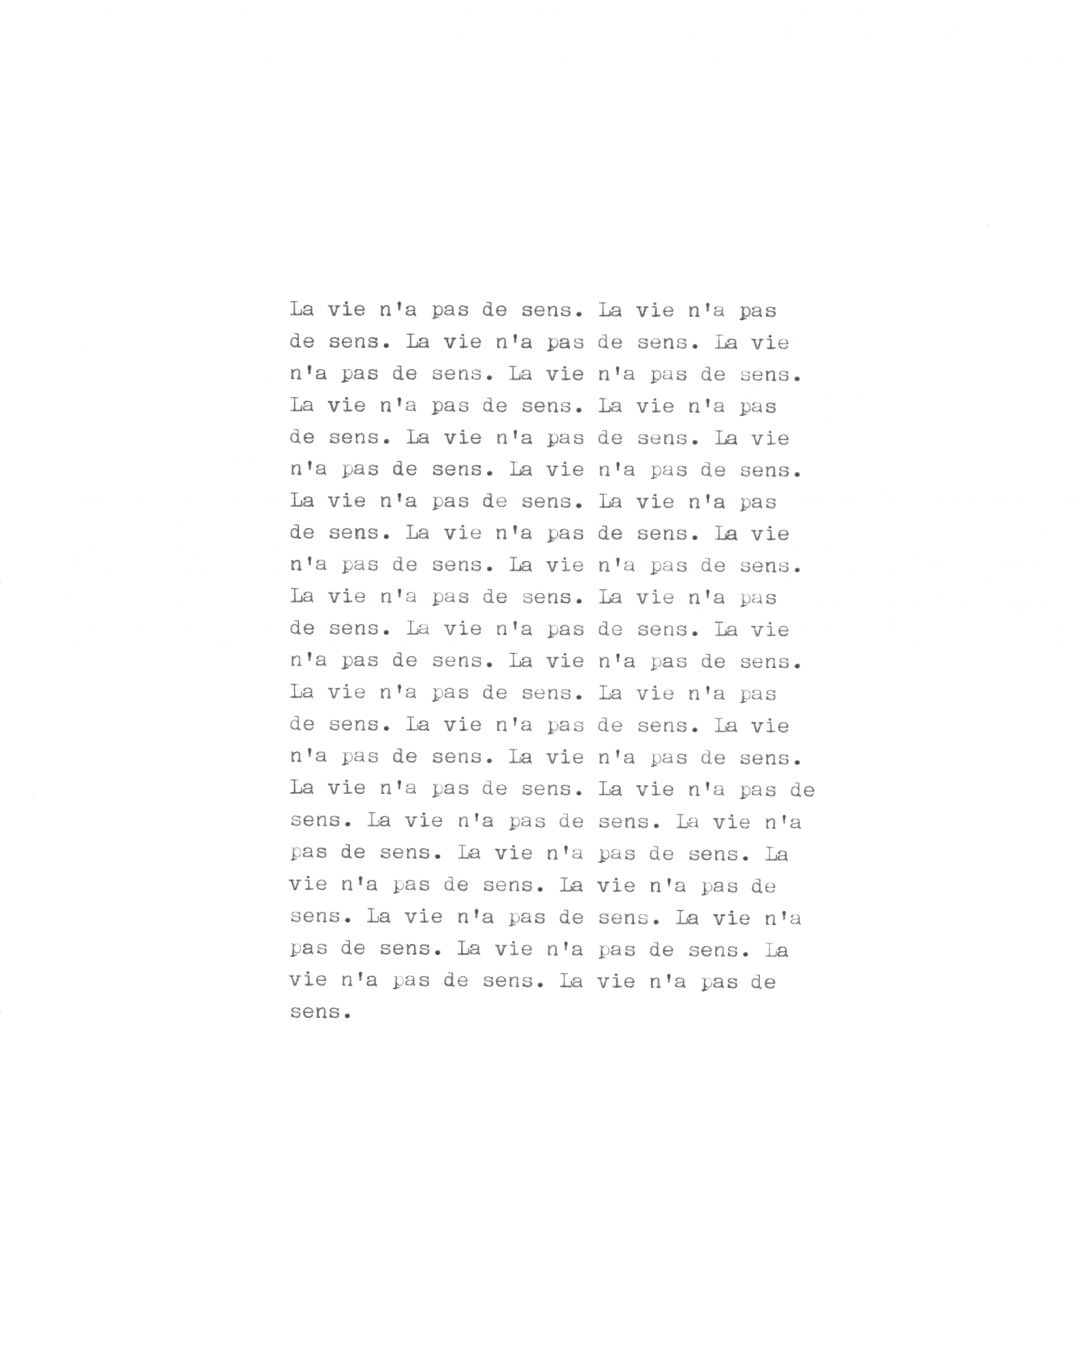 La vie n'a pas de sens. La vie n'a pas
de sens. La vie n'a pas de sens. La vie
n'a pas de sens. La vie n'a pas de sens.
La vie n'a pas de sens. La vie n'a pas
de sens. La vie n'a pas de sens. La vie
n'a pas de sens. La vie n'a pas de sens.
La vie n'a pas de sens. La vie n'a pas
de sens. La vie n'a pas de sens. La vie
n'a pas de sens. La vie n'a pas de sens.
La vie n'a pas de sens. La vie n'a pas
de sens. La vie n'a pas de sens. La vie
n'a pas de sens. La vie n'a pas de sens.
La vie n'a pas de sens. La vie n'a pas
de sens. La vie n'a pas de sens. La vie
n'a pas de sens. La vie n'a pas de sens.
La vie n'a pas de sens. La vie n'a pas de
sens. La vie n'a pas de sens. La vie n'a
pas de sens. La vie n'a pas de sens. La
vie n'a pas de sens. La vie n'a pas de
sens. La vie n'a pas de sens. La vie n'a
pas de sens. La vie n'a pas de sens. La
vie n'a pas de sens. La vie n'a pas de
sens.